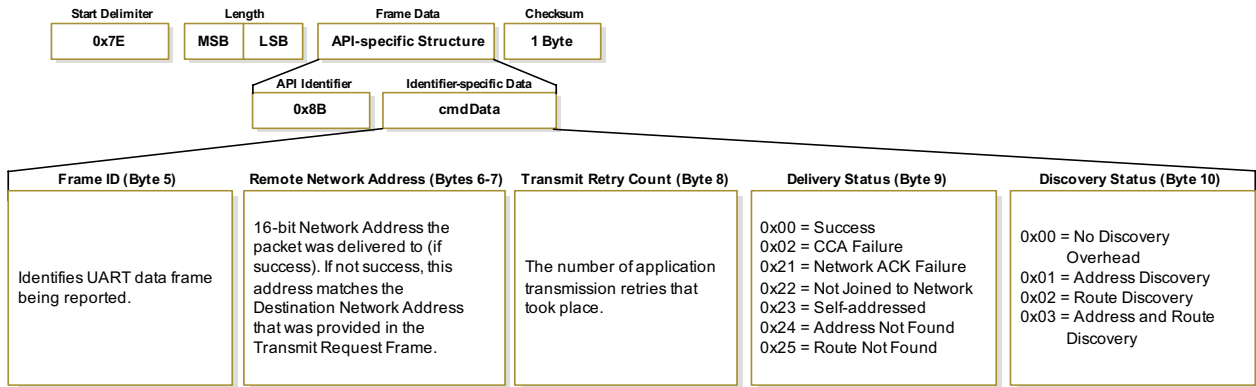 Start Delimiter
Length
Frame Data
Checksum
0x7E
MSB
LSB
API-specific Structure
1 Byte
API Identifier
Identifier-specific Data
0x8B
cmdData
Frame ID (Byte 5)
Identifies UART data frame
being reported.
Remote Network Address (Bytes 6-7)
16-bit Network Address the
packet was delivered to (if
success). If not success, this
address matches the
Destination Network Address
that was provided in the
Transmit Request Frame.
Transmit Retry Count (Byte 8)
The number of application
transmission retries that
took place.
Delivery Status (Byte 9)
0x00 = Success
0x02 = CCA Failure
0x21 = Network ACK Failure
0x22 = Not Joined to Network
0x23 = Self-addressed
0x24 = Address Not Found
0x25 = Route Not Found
Discovery Status (Byte 10)
0x00 = No Discovery
Overhead
0x01 = Address Discovery
0x02 = Route Discovery
0x03 = Address and Route
Discovery